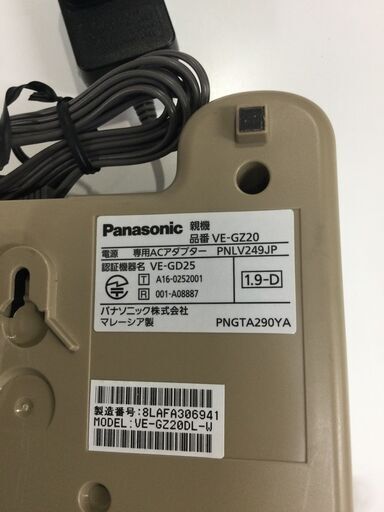 Panasonic 親機
品番 VE-GZ20
電源 専用ACアダプター PNLV249JP
認証機器名 VE-GD25
T A16-0252001
R 001-A08887
1.9-D
パナソニック株式会社
マレーシア製 PNGTA290YA
製造番号:8LAFA306941
MODEL:VE-GZ20DL-W